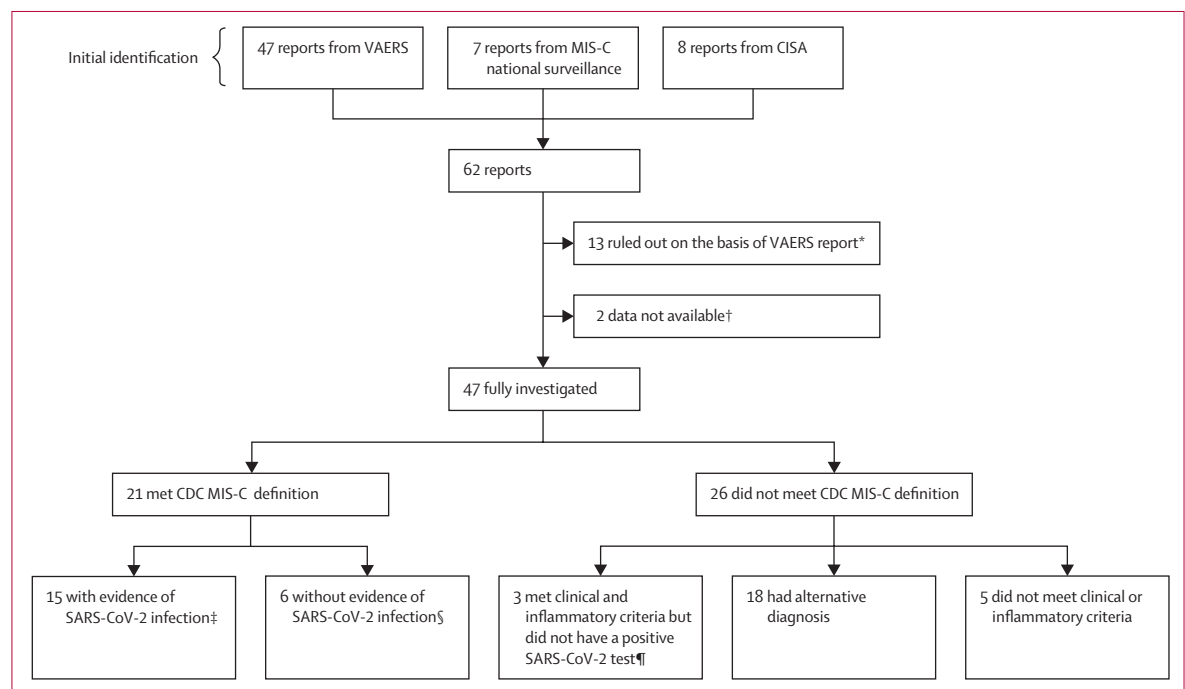 Initial identification
47 reports from VAERS
7 reports from MIS-C
national surveillance
8 reports from CISA
62 reports
13 ruled out on the basis of VAERS report*
2 data not available†
47 fully investigated
21 met CDC MIS-C definition
26 did not meet CDC MIS-C definition
15 with evidence of
SARS-CoV-2 infection‡
6 without evidence of
SARS-CoV-2 infection§
3 met clinical and
inflammatory criteria but
did not have a positive
SARS-CoV-2 test¶
18 had alternative
diagnosis
5 did not meet clinical or
inflammatory criteria